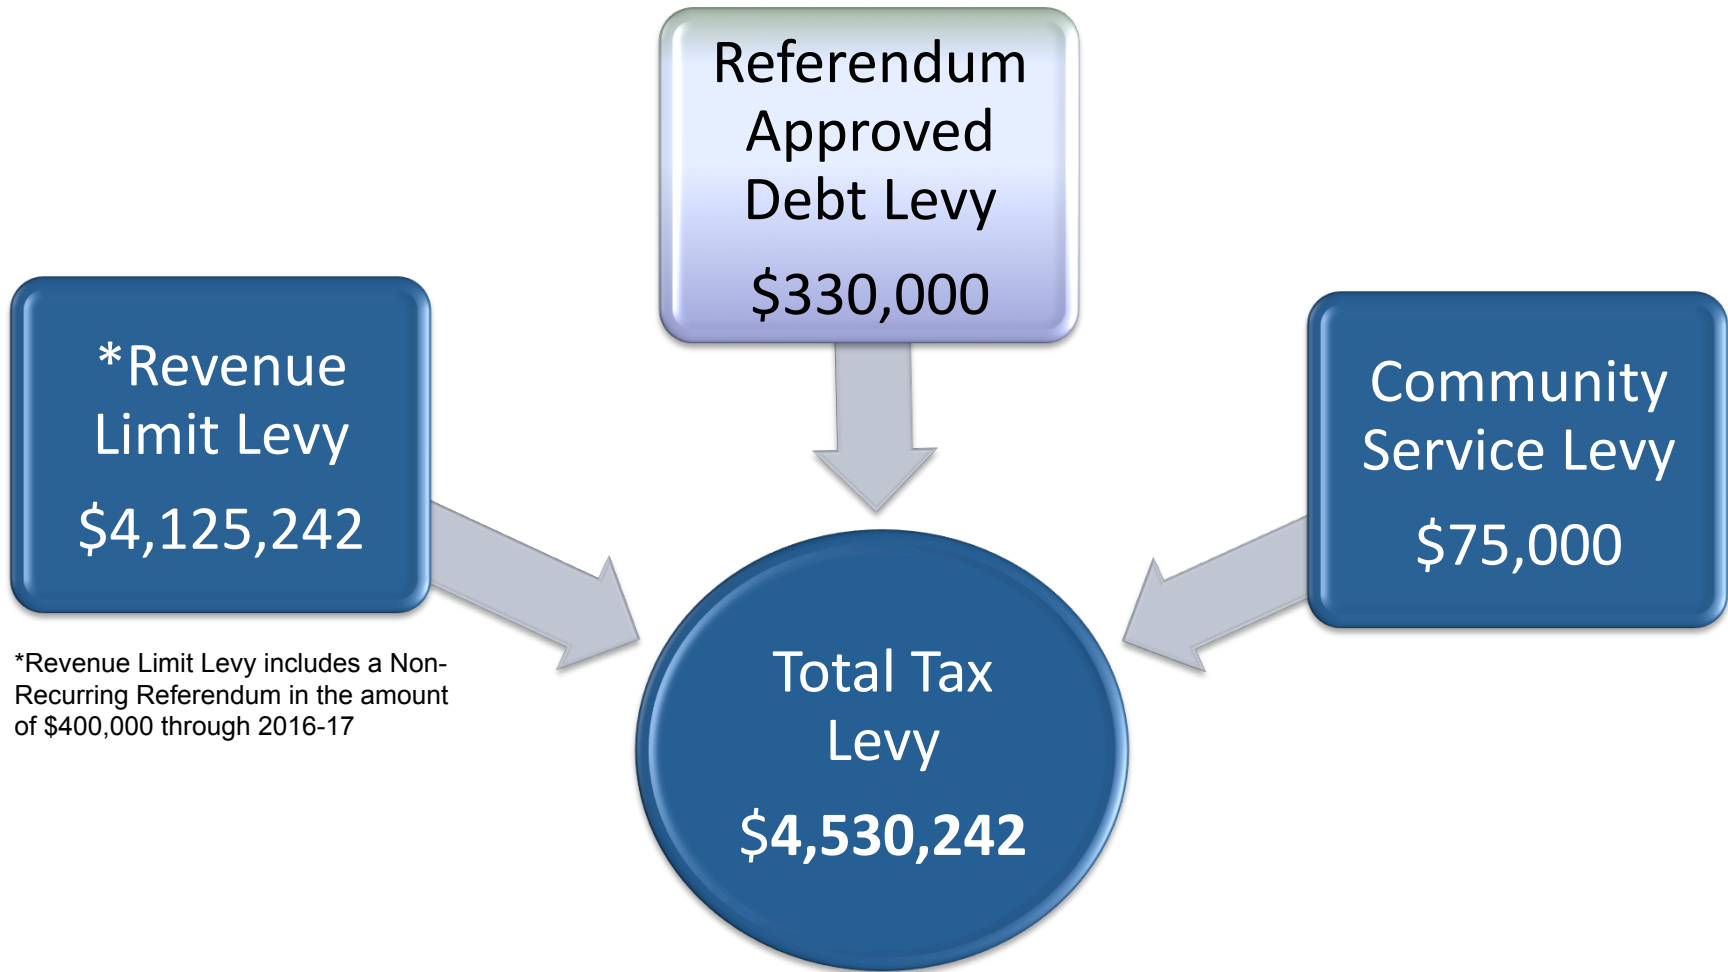 Referendum
Approved
Debt Levy
$330,000
*Revenue
Limit Levy
$4,125,242
Community
Service Levy
$75,000
*Revenue Limit Levy includes a Non-
Recurring Referendum in the amount
of $400,000 through 2016-17
Total Tax
Levy
$4,530,242